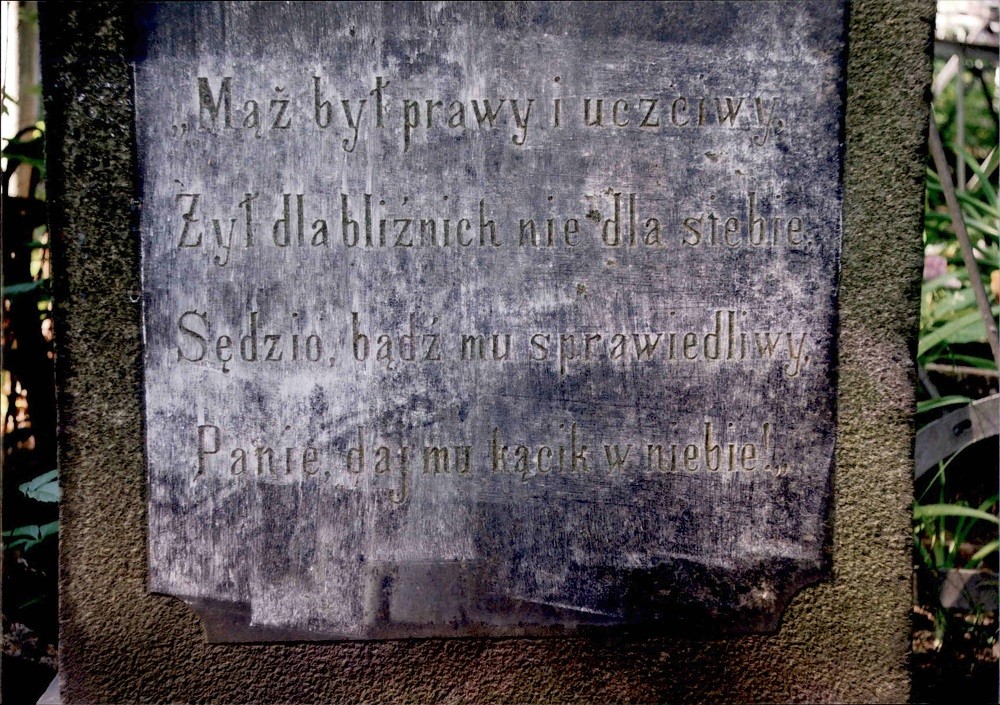 „Mąż był prawy i uczciwy,
Żył dla bliźnich nie dla siebie.
Sędzio, bądź mu sprawiedliwy,
Panie, daj mu kącik w niebie!„